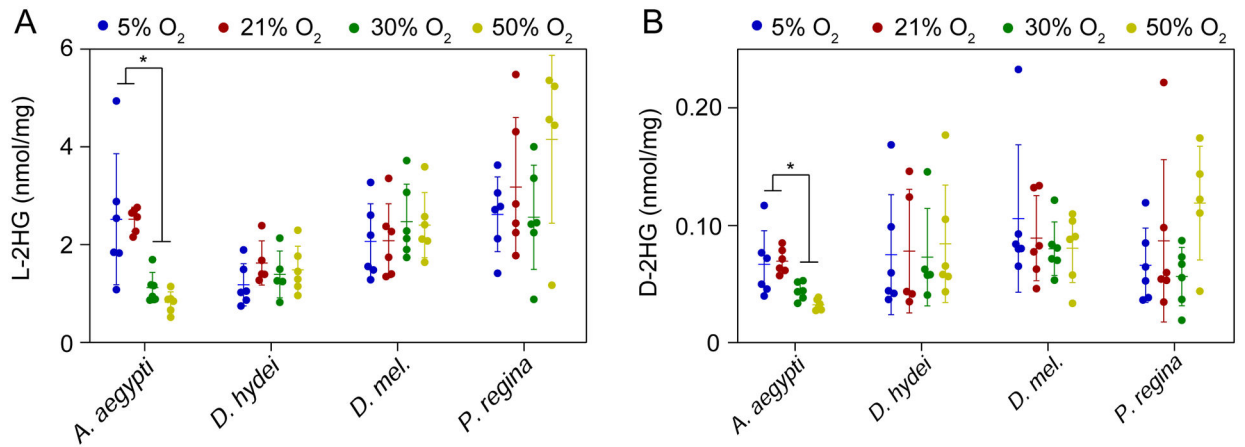 A
5% O2 21% O2 30% O2 50% O2
L-2HG (nmol/mg)
6
4
2
0
*
A. aegypti
D. hydei
D. mel.
P. regina
B
5% O2 21% O2 30% O2 50% O2
D-2HG (nmol/mg)
0.20
0.10
0
*
A. aegypti
D. hydei
D. mel.
P. regina